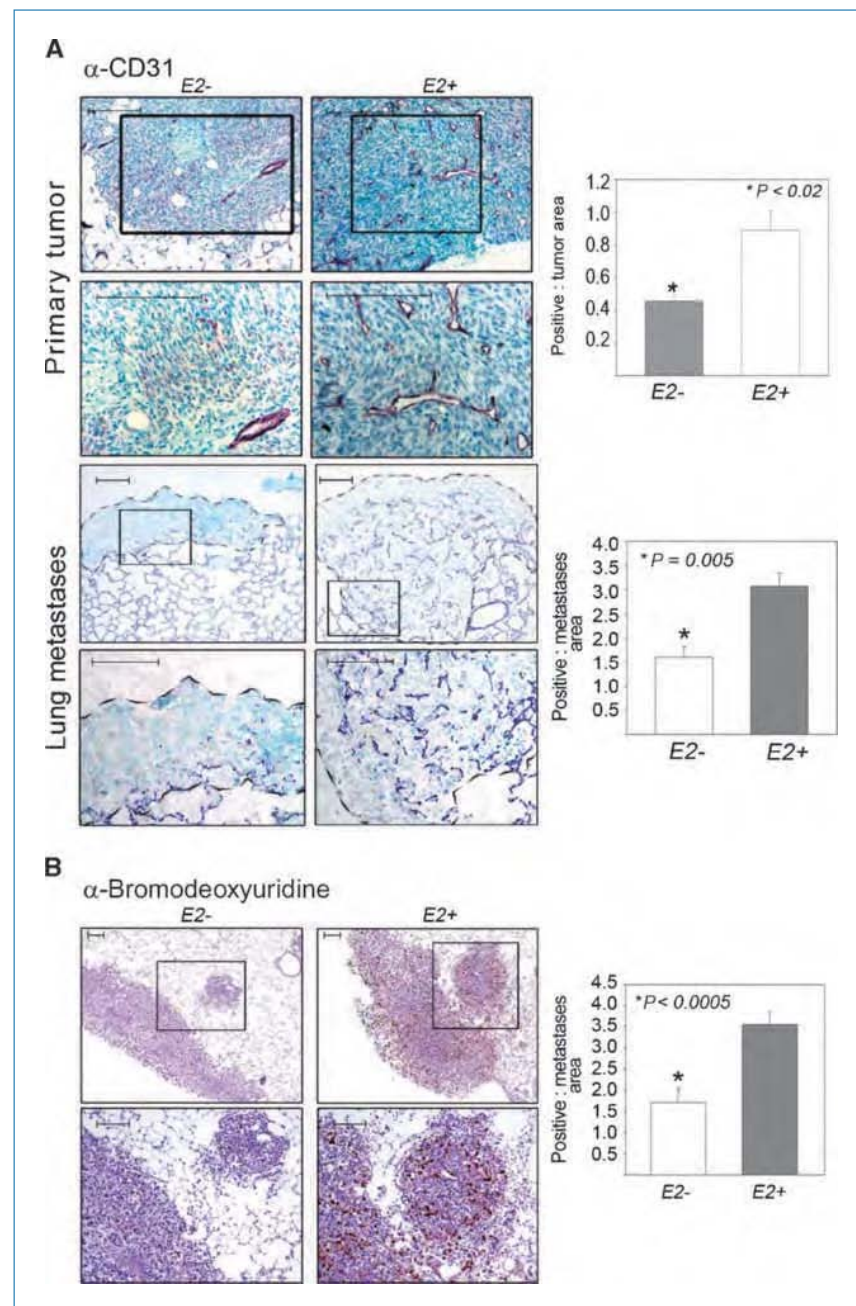 A
α-CD31
E2-
E2+
Primary tumor
Positive : tumor area
1.2
1.0
0.8
0.6
0.4
0.2
* P < 0.02
*
E2-
E2+
Lung metastases
Positive : metastases
area
4.0
3.5
3.0
2.5
2.0
1.5
1.0
0.5
* P = 0.005
*
E2-
E2+
B
α-Bromodeoxyuridine
E2-
E2+
Positive : metastases
area
4.5
4.0
3.5
3.0
2.5
2.0
1.5
1.0
0.5
*P< 0.0005
*
E2-
E2+